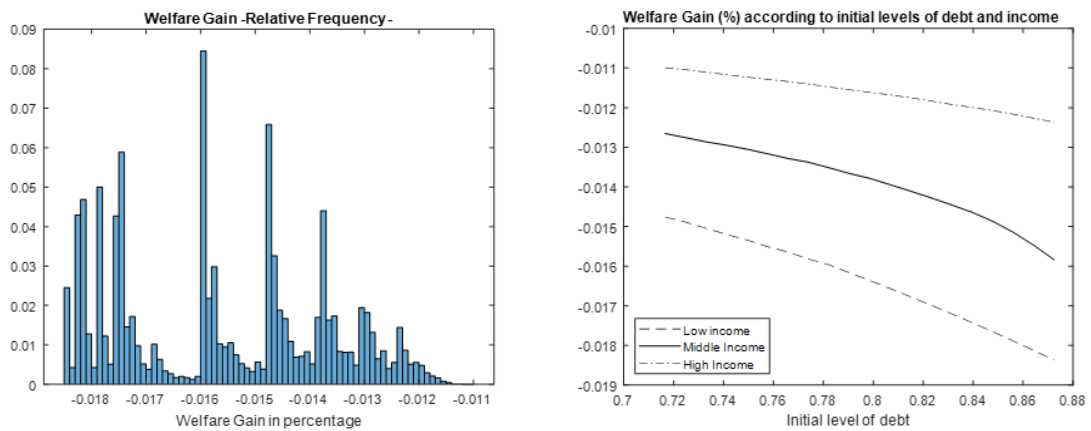 Welfare Gain -Relative Frequency -
0.09
0.08
0.07
0.06
0.05
0.04
0.03
0.02
0.01
0
-0.018 -0.017 -0.016 -0.015 -0.014 -0.013 -0.012 -0.011
Welfare Gain in percentage
Welfare Gain (%) according to initial levels of debt and income
-0.01
-0.011
-0.012
-0.013
-0.014
-0.015
-0.016
-0.017
-0.018
-0.019
Low income
Middle Income
High Income
0.7 0.72 0.74 0.76 0.78 0.8 0.82 0.84 0.86 0.88
Initial level of debt